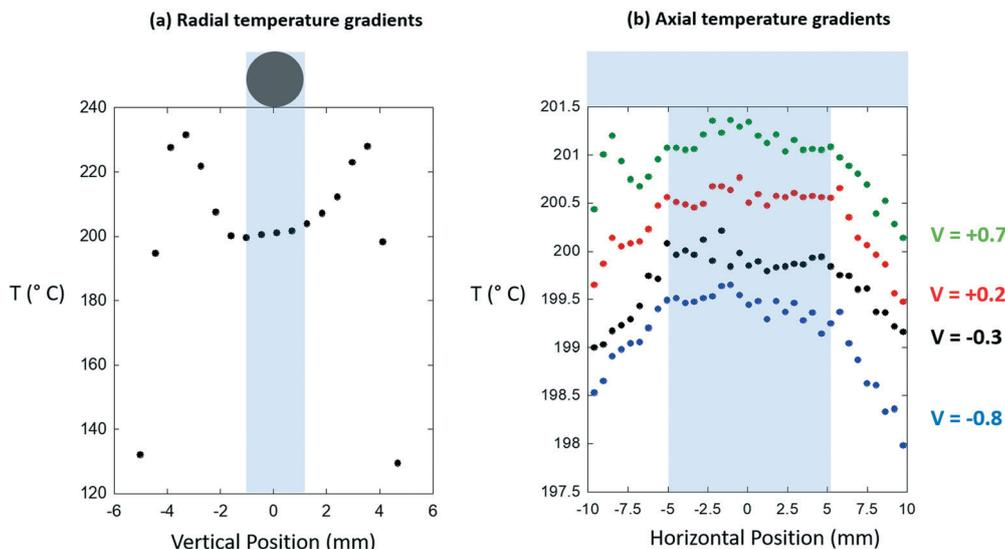 (a) Radial temperature gradients
(b) Axial temperature gradients
240
220
200
180
160
140
120
T (° C)
-6 -4 -2 0 2 4 6
Vertical Position (mm)
201.5
201
200.5
200
199.5
199
198.5
198
197.5
T (° C)
-10 -7.5 -5 -2.5 0 2.5 5 7.5 10
Horizontal Position (mm)
V = +0.7
V = +0.2
V = -0.3
V = -0.8